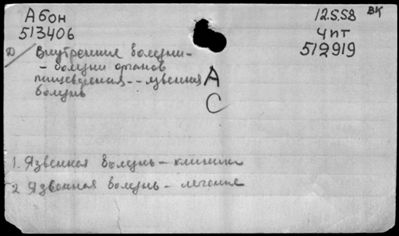 Абон
513406
12.5.58 ВК
Чпт
519919
D/ Внутренние болезни-
- болезни органов
пищеварения -- язвенная
болезнь
А
С
1. Язвенная болезнь - клиника
2. Язвенная болезнь - лечение